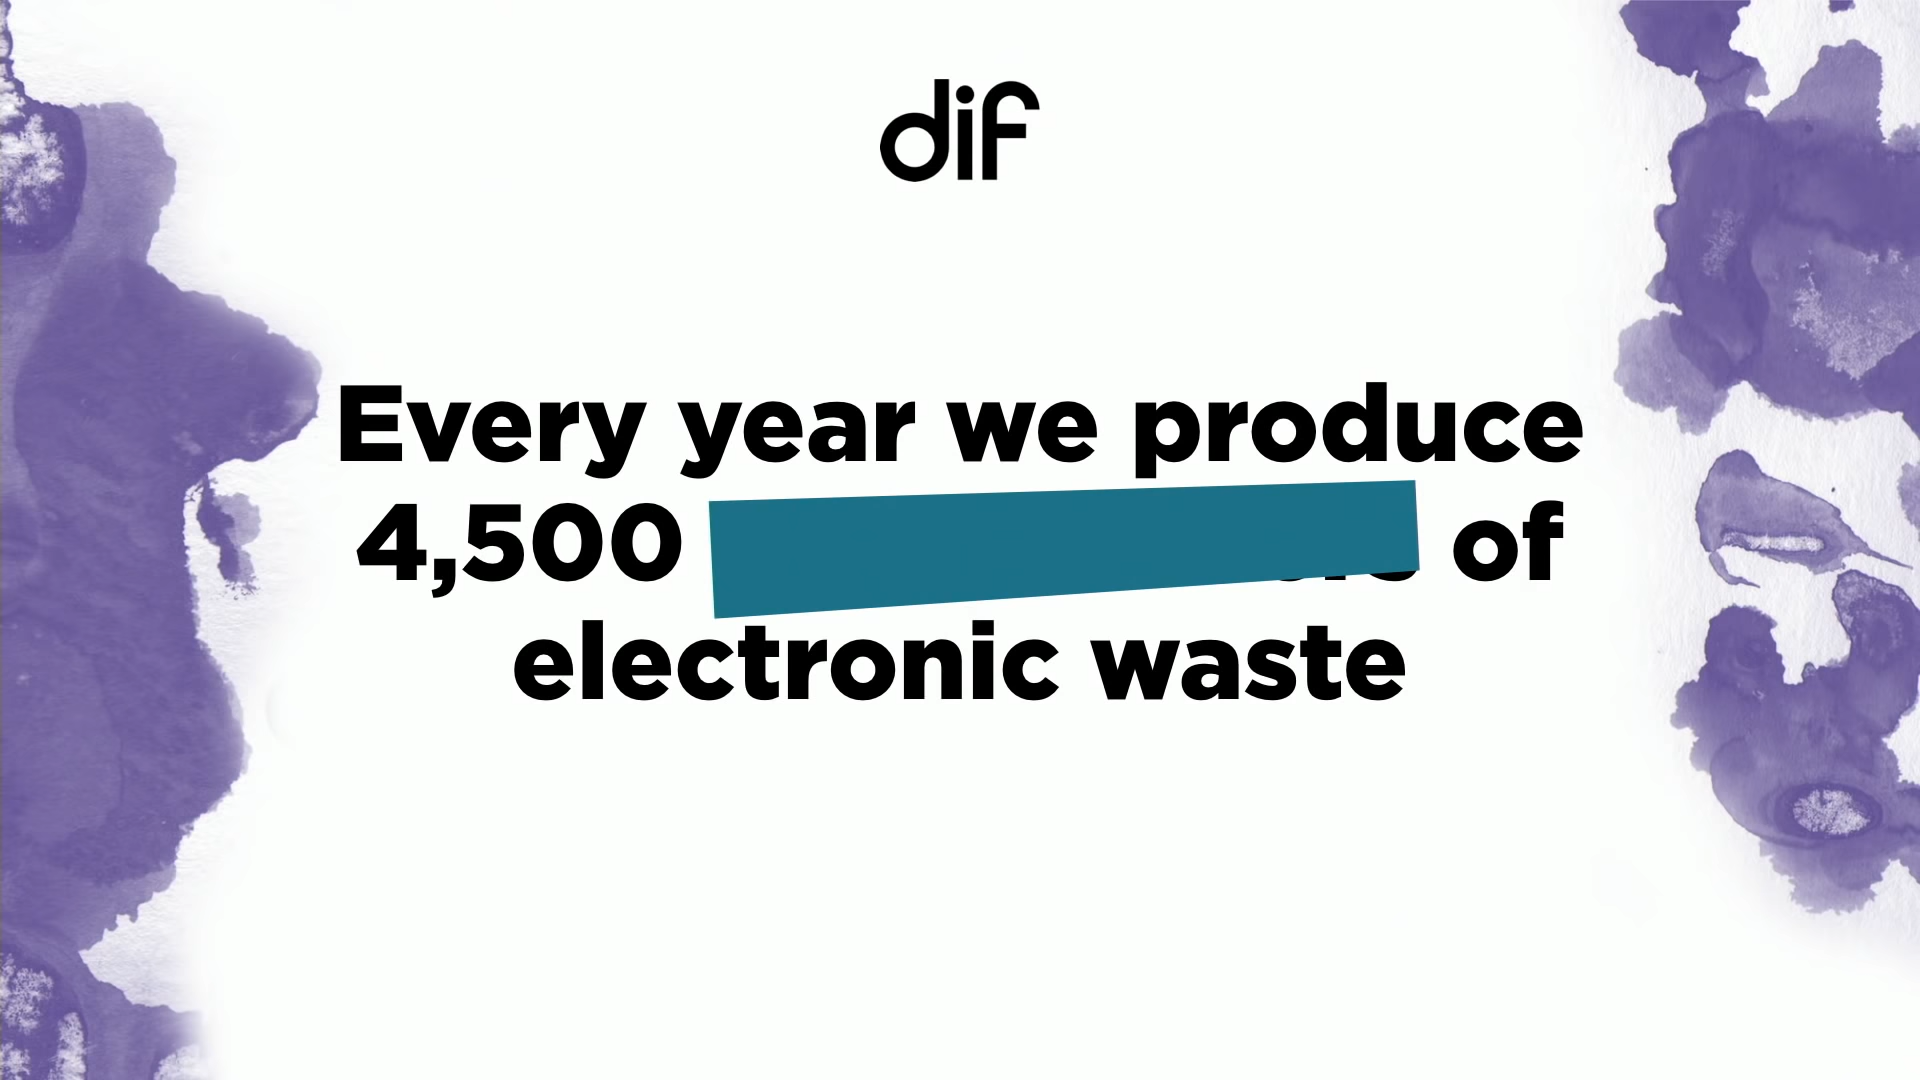 dif
Every year we produce
4,500 of
electronic waste